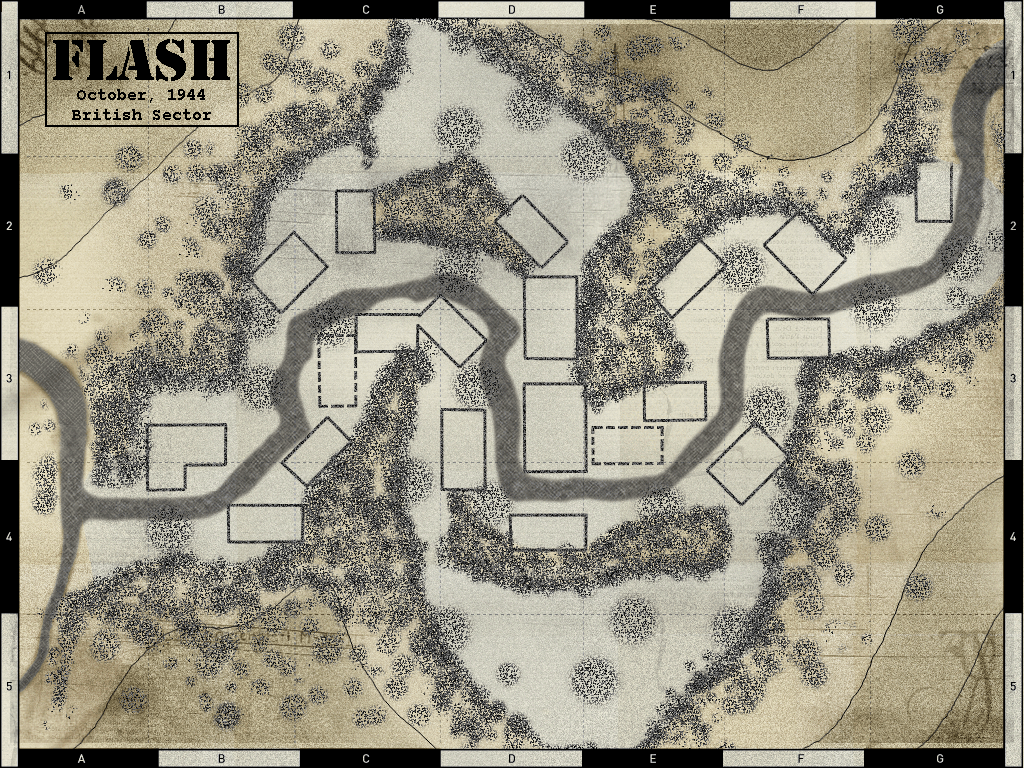 A B C D E F G
1 1
FLASH
October, 1944
British Sector
2 2
3 3
4 4
5 5
A B C D E F G